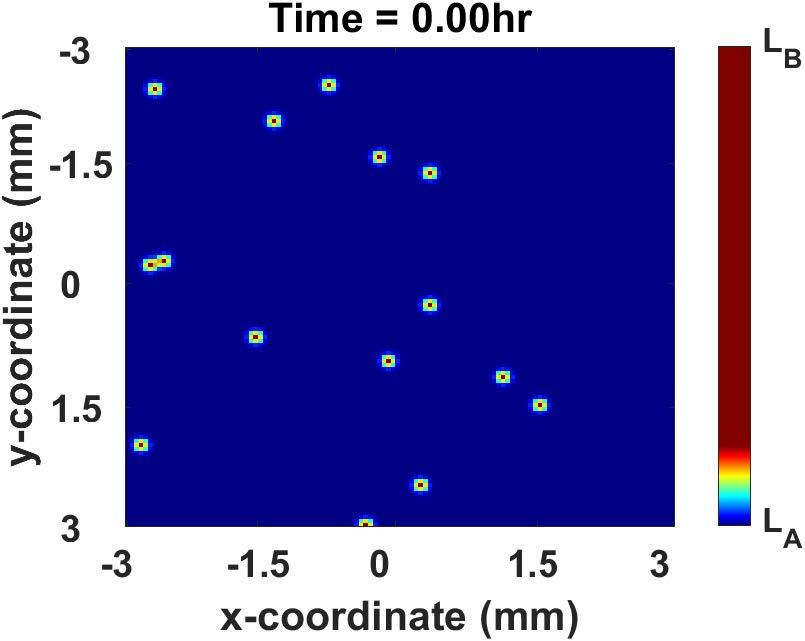 Time = 0.00hr
L_B
-3
-1.5
0
1.5
3
y-coordinate (mm)
L_A
-3
-1.5
0
1.5
3
x-coordinate (mm)